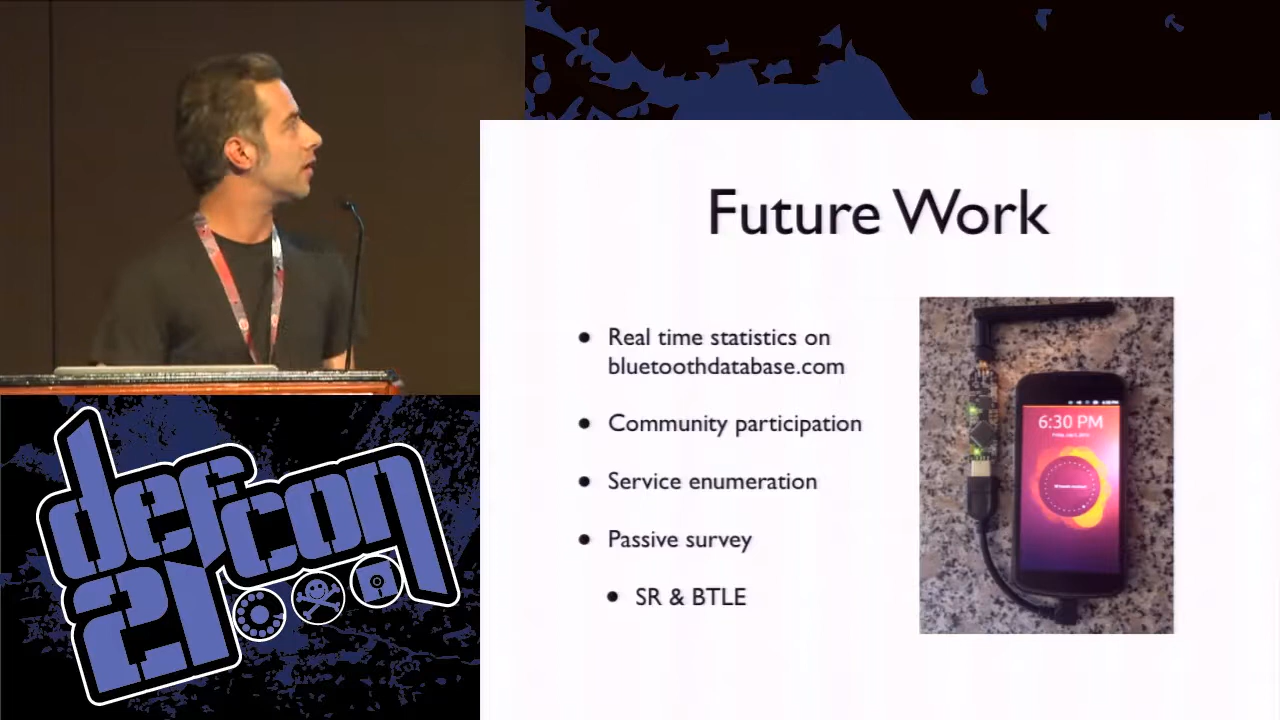 Future Work
Real time statistics on
bluetoothdatabase.com
Community participation
Service enumeration
Passive survey
SR & BTLE
6:30 PM
defcon
21